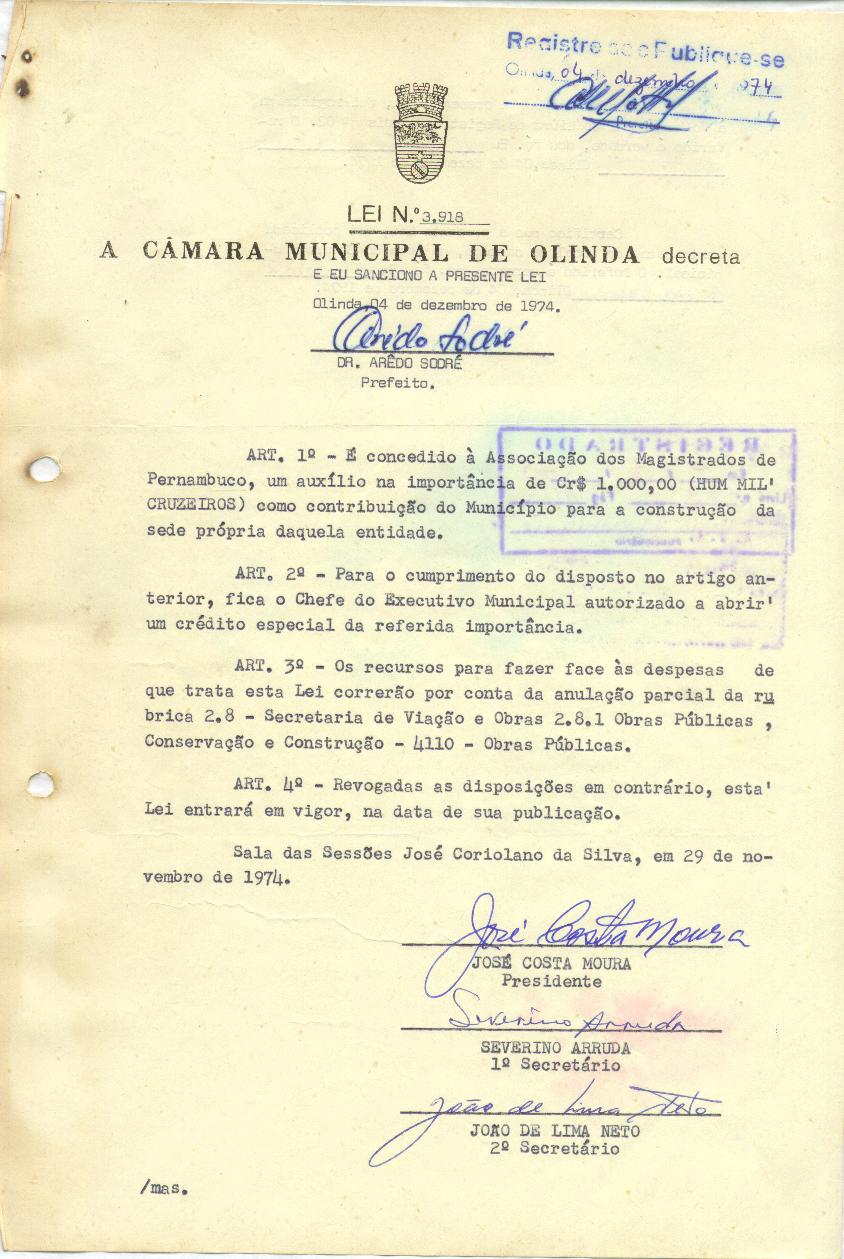 Registre-se e Publique-se
Olinda, 04 de dezembro 1974
Prefeito
LEI N.º 3.918
A CÂMARA MUNICIPAL DE OLINDA decreta
E EU SANCIONO A PRESENTE LEI
Olinda, 04 de dezembro de 1974.
Arêdo Sodré
DR. ARÊDO SODRÉ
Prefeito.
REGISTRADO
ART. 1º - É concedido à Associação dos Magistrados de
Pernambuco, um auxílio na importância de Cr$ 1.000,00 (HUM MIL'
CRUZEIROS) como contribuição do Município para a construção da
sede própria daquela entidade.
ART. 2º - Para o cumprimento do disposto no artigo an-
terior, fica o Chefe do Executivo Municipal autorizado a abrir'
um crédito especial da referida importância.
ART. 3º - Os recursos para fazer face às despesas de
que trata esta Lei correrão por conta da anulação parcial da ru
brica 2.8 - Secretaria de Viação e Obras 2.8.1 Obras Públicas ,
Conservação e Construção - 4110 - Obras Públicas.
ART. 4º - Revogadas as disposições em contrário, esta'
Lei entrará em vigor, na data de sua publicação.
Sala das Sessões José Coriolano da Silva, em 29 de no-
vembro de 1974.
José Costa Moura
JOSÉ COSTA MOURA
Presidente
Severino Arruda
SEVERINO ARRUDA
1º Secretário
João de Lima Neto
JOÃO DE LIMA NETO
2º Secretário
/mas.